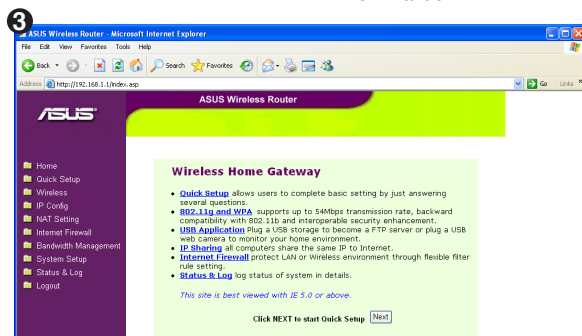 3
ASUS Wireless Router - Microsoft Internet Explorer
File Edit View Favorites Tools Help
Back Search Favorites
Address http://192.168.1.1/index.asp Go Links »
ASUS Wireless Router
ASUS
Home
Quick Setup
Wireless
IP Config
NAT Setting
Internet Firewall
Bandwidth Management
System Setup
Status & Log
Logout
Wireless Home Gateway
• Quick Setup allows users to complete basic setting by just answering
several questions.
• 802.11g and WPA supports up to 54Mbps transmission rate, backward
compatibility with 802.11b and interoperable security enhancement.
• USB Application Plug a USB storage to become a FTP server or plug a USB
web camera to monitor your home environment.
• IP Sharing all computers share the same IP to Internet.
• Internet Firewall protect LAN or Wireless environment through flexible filter
rule setting.
• Status & Log log status of system in details.
This site is best viewed with IE 5.0 or above.
Click NEXT to start Quick Setup Next